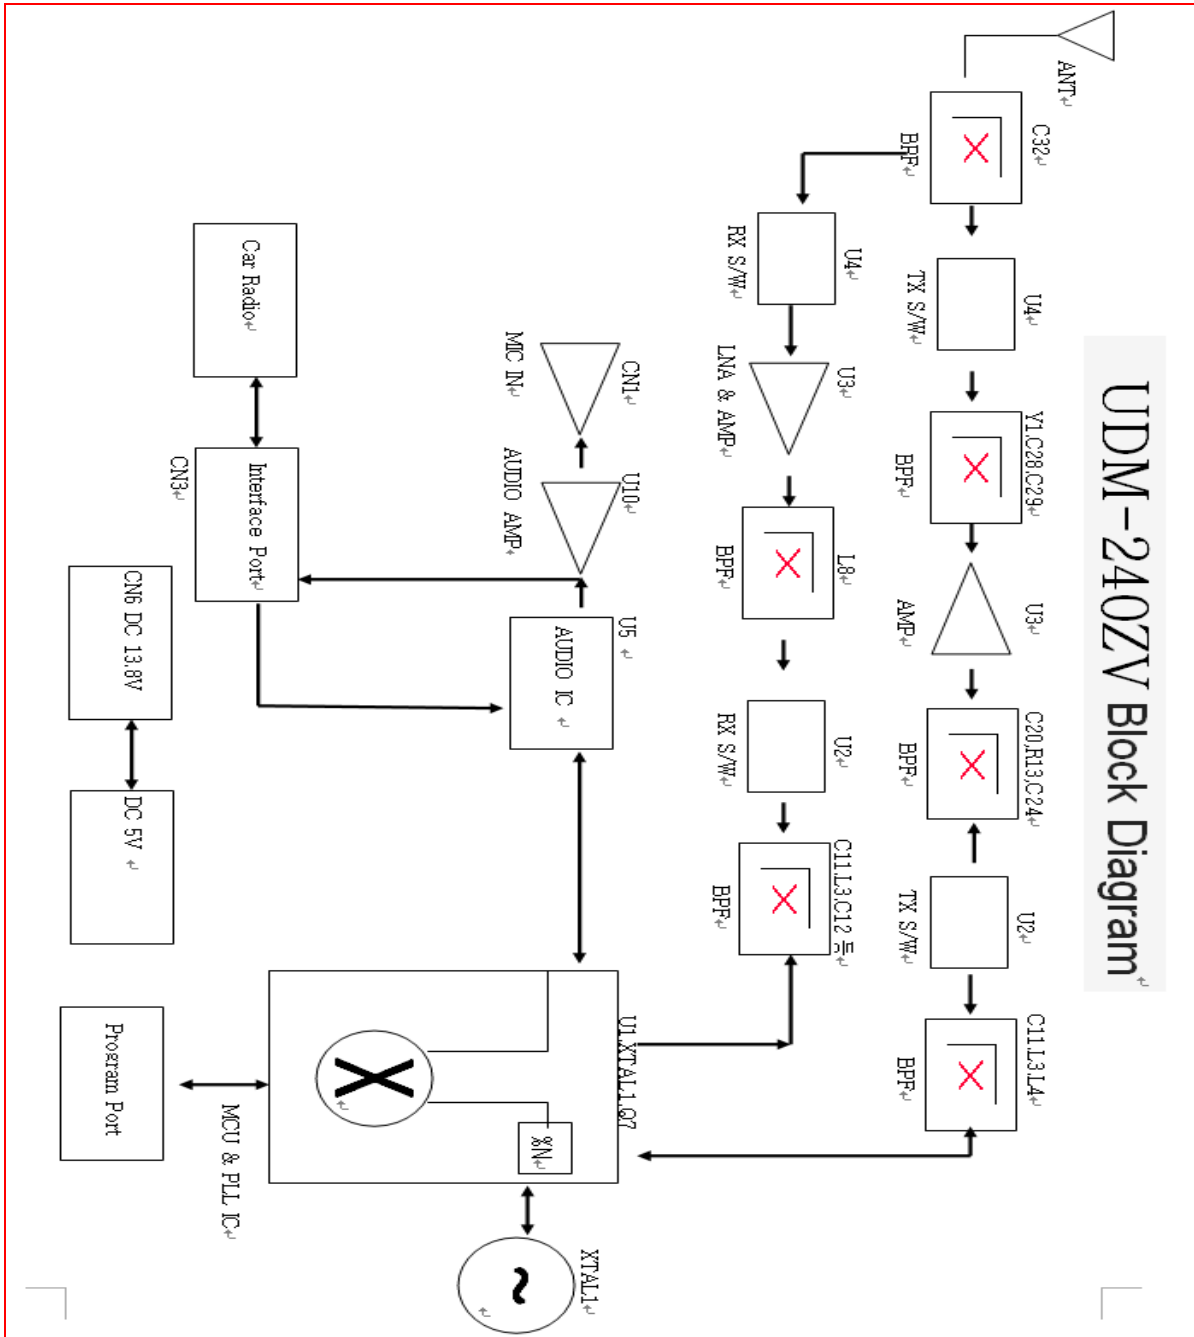 UDM-240ZV Block Diagram
ANT
C32
U4
Y1.C28.C29
U3
C20,R13,C24
U2
C11.L3.L4
BPF
TX S/W
BPF
AMP
BPF
TX S/W
BPF
U4
U3
L8
U2
C11.L3.C12 등
RX S/W
LNA & AMP
BPF
RX S/W
BPF
CN1
U10
U5
U1.XTAL1.Q7
XTAL1
MIC IN
AUDIO AMP
AUDIO IC
%N
Car Radio
Interface Port
CN3
MCU & PLL IC
CN6 DC 13.8V
DC 5V
Program Port